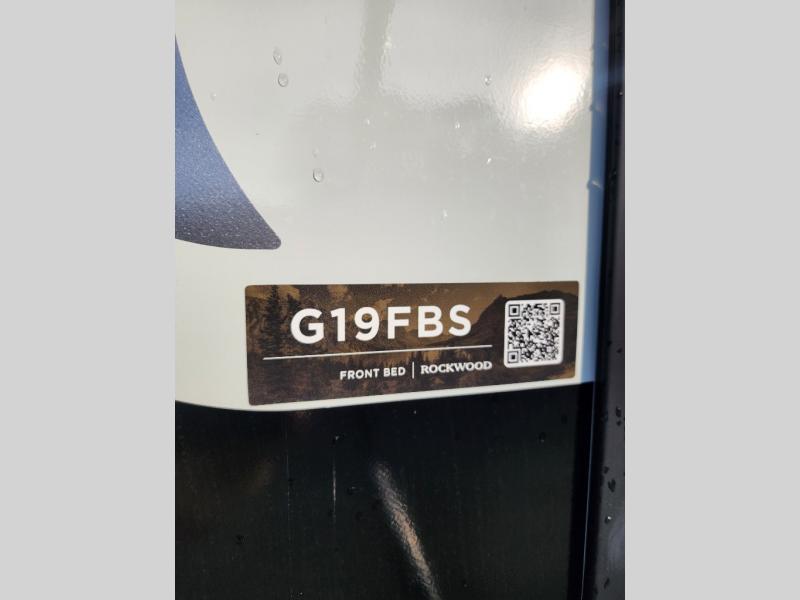 G19FBS
FRONT BED | ROCKWOOD